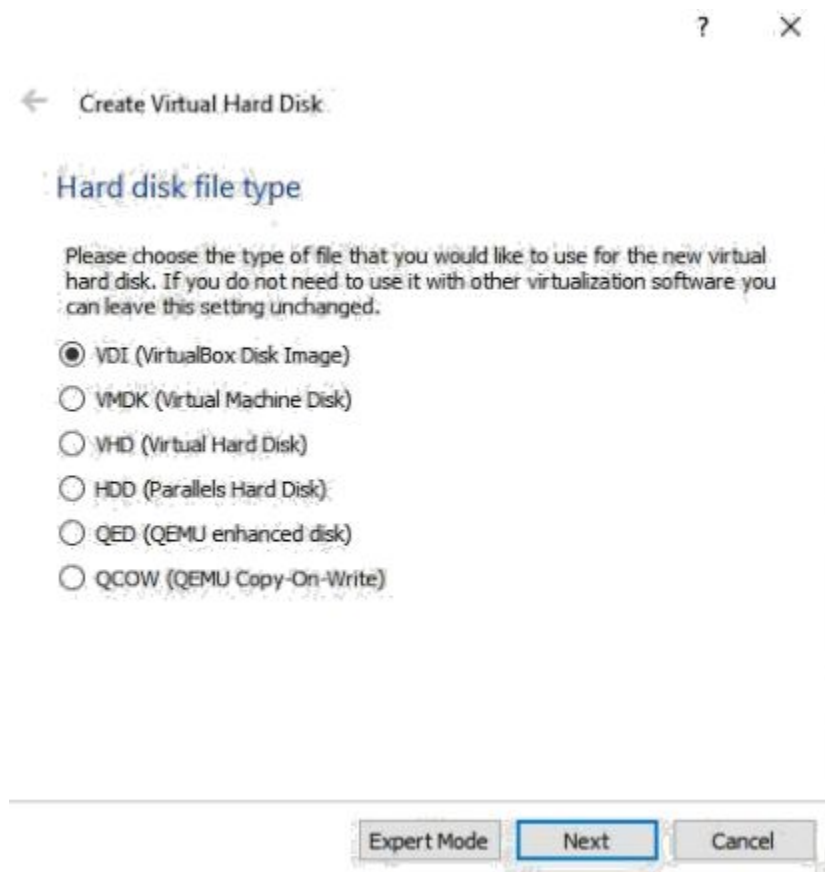 ?
Create Virtual Hard Disk
Hard disk file type
Please choose the type of file that you would like to use for the new virtual
hard disk. If you do not need to use it with other virtualization software you
can leave this setting unchanged.
VDI (VirtualBox Disk Image)
VMDK (Virtual Machine Disk)
VHD (Virtual Hard Disk)
HDD (Parallels Hard Disk)
QED (QEMU enhanced disk)
QCOW (QEMU Copy-On-Write)
Expert Mode Next Cancel